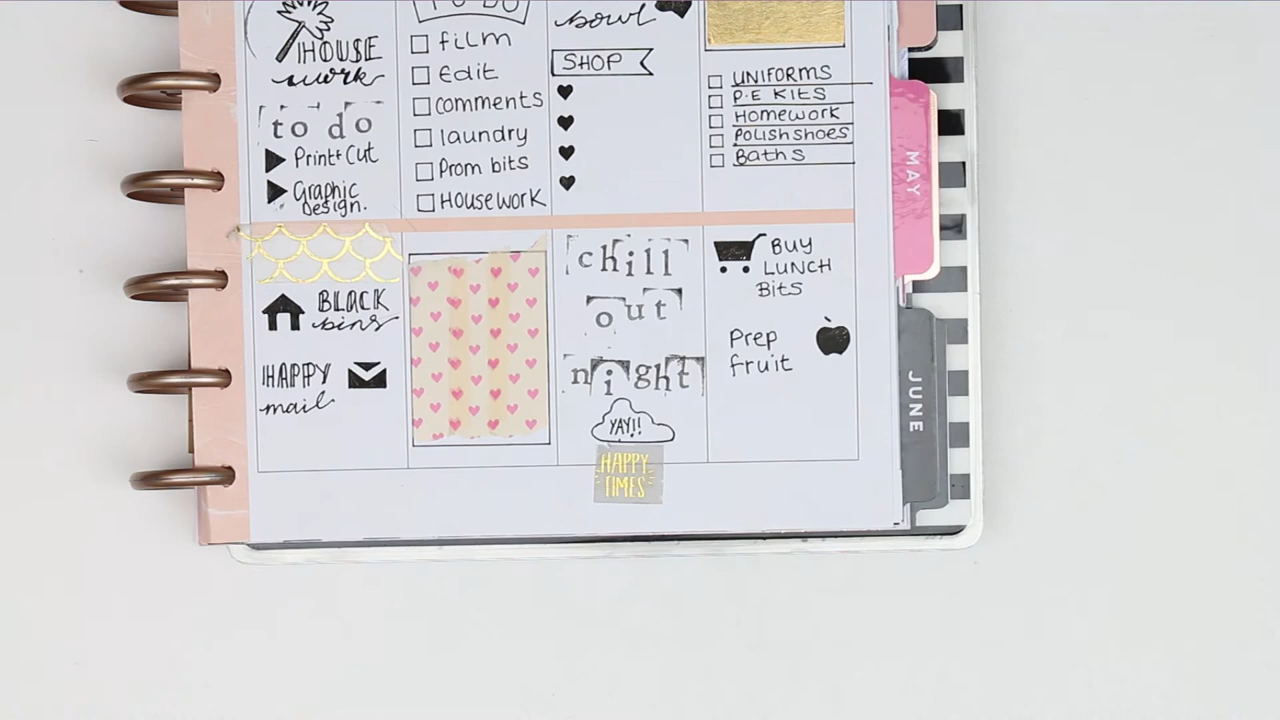 HOUSE
work
to do
Print+Cut
Graphic
Design.
TO DO
film
Edit
comments
laundry
Prom bits
Housework
bowl
SHOP
UNIFORMS
P.E KITS
Homework
Polish shoes
Baths
BLACK
bins
HAPPY
mail
chill
out
night
YAY!!
HAPPY
TIMES
BUY
LUNCH
Bits
Prep
fruit
MAY
JUNE